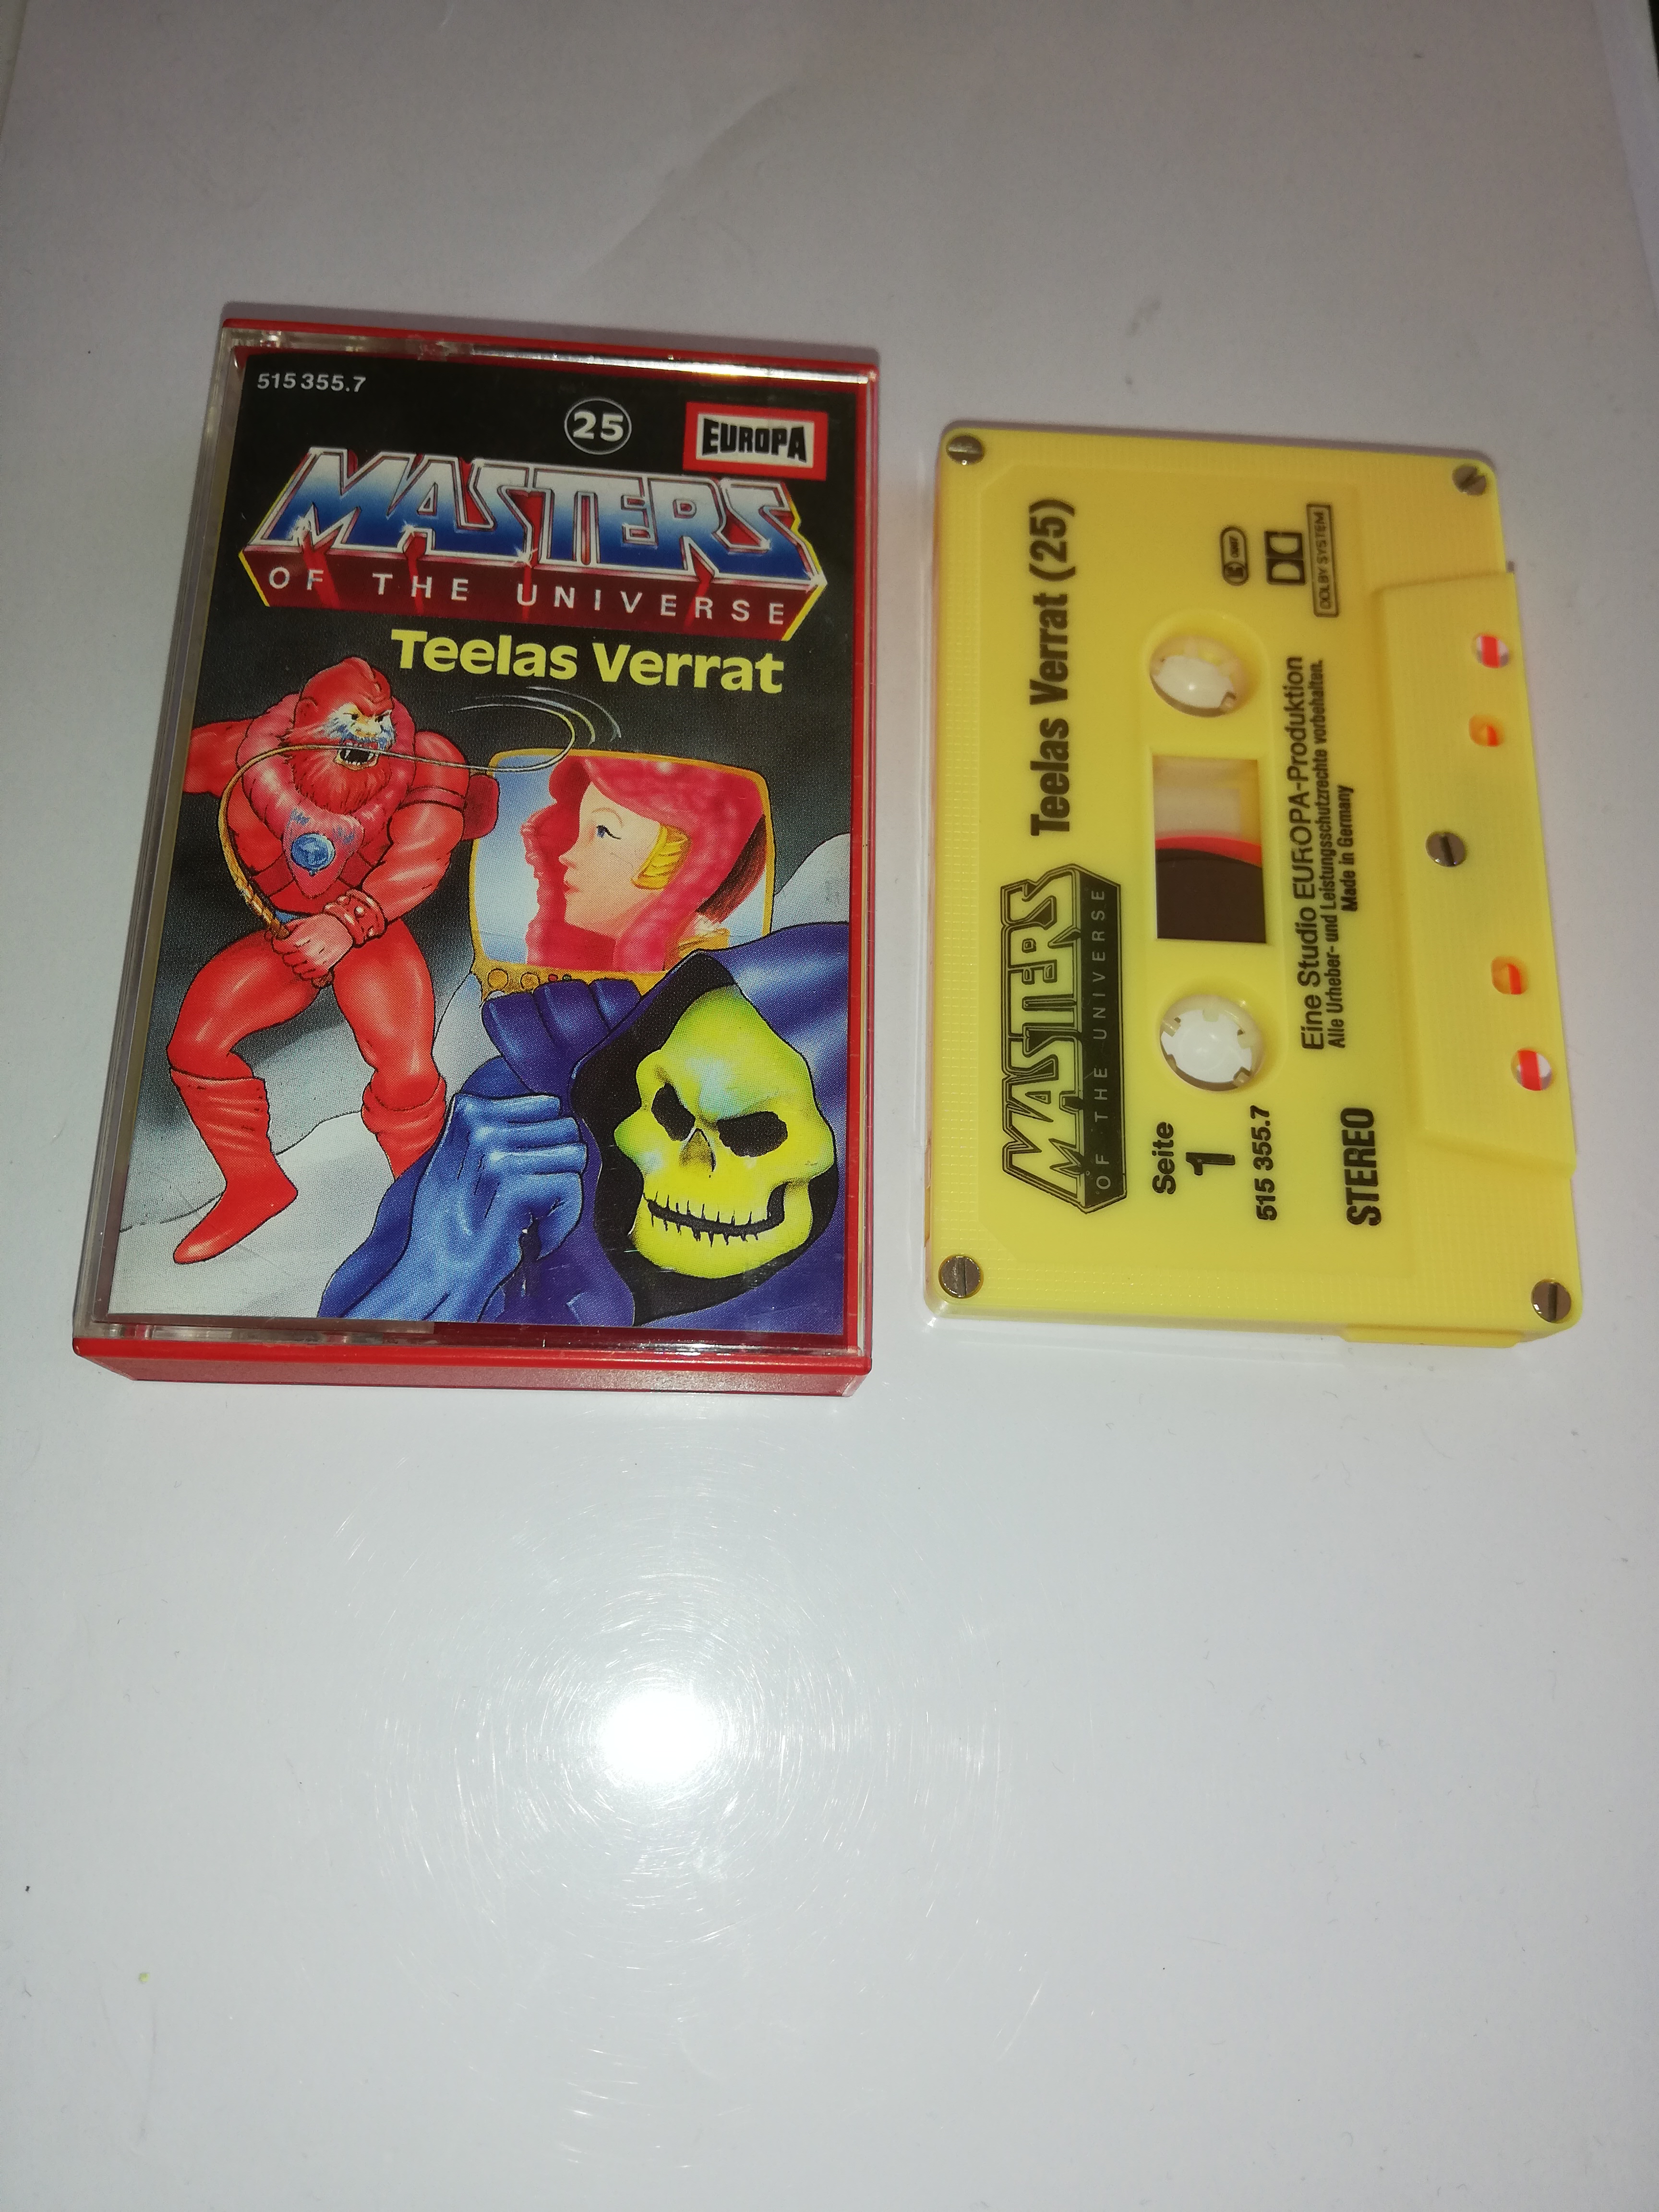 515 355.7
25
EUROPA
MASTERS
OF THE UNIVERSE
Teelas Verrat
MASTERS
OF THE UNIVERSE
Teelas Verrat (25)
Seite
1
515 355.7
DOLBY SYSTEM
Eine Studio EUROPA-Produktion
Alle Urheber- und Leistungsschutzrechte vorbehalten.
Made in Germany
STEREO